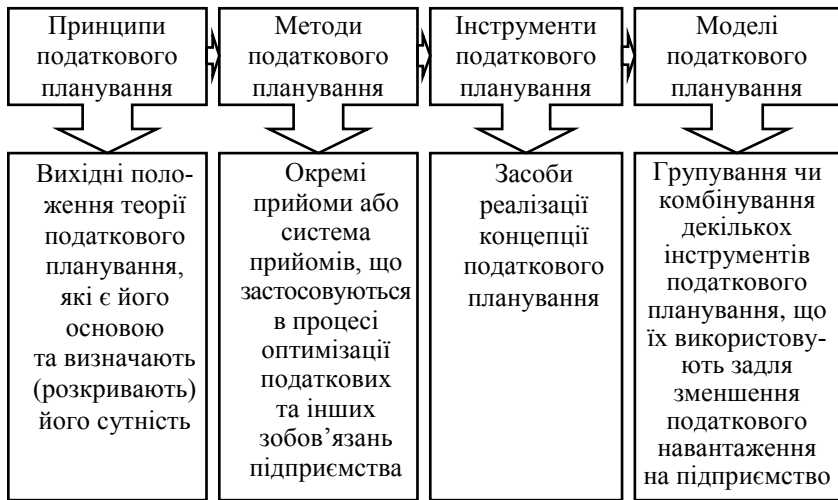 Принципи
податкового
планування
Методи
податкового
планування
Інструменти
податкового
планування
Моделі
податкового
планування
Вихідні поло-
ження теорії
податкового
планування,
які є його
основою
та визначають
(розкривають)
його сутність
Окремі
прийоми або
система
прийомів, що
застосовуються
в процесі
оптимізації
податкових
та інших
зобов’язань
підприємства
Засоби
реалізації
концепції
податкового
планування
Групування чи
комбінування
декількох
інструментів
податкового
планування, що
їх використову-
ють задля
зменшення
податкового
навантаження
на підприємство